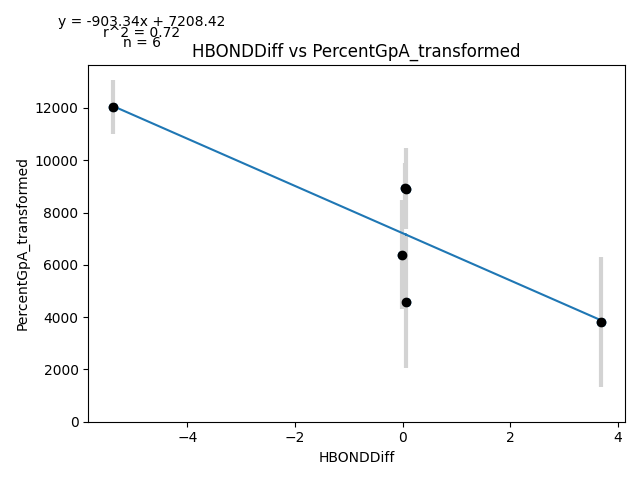 y = -903.34x + 7208.42
r^2 = 0.72
n = 6
HBONDDiff vs PercentGpA_transformed
PercentGpA_transformed
12000
10000
8000
6000
4000
2000
0
−4
−2
0
2
4
HBONDDiff